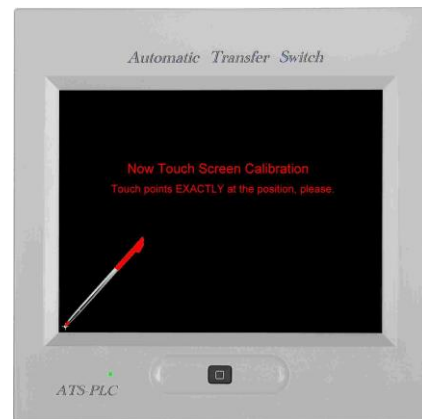 Automatic Transfer Switch
Now Touch Screen Calibration
Touch points EXACTLY at the position, please.
ATS-PLC